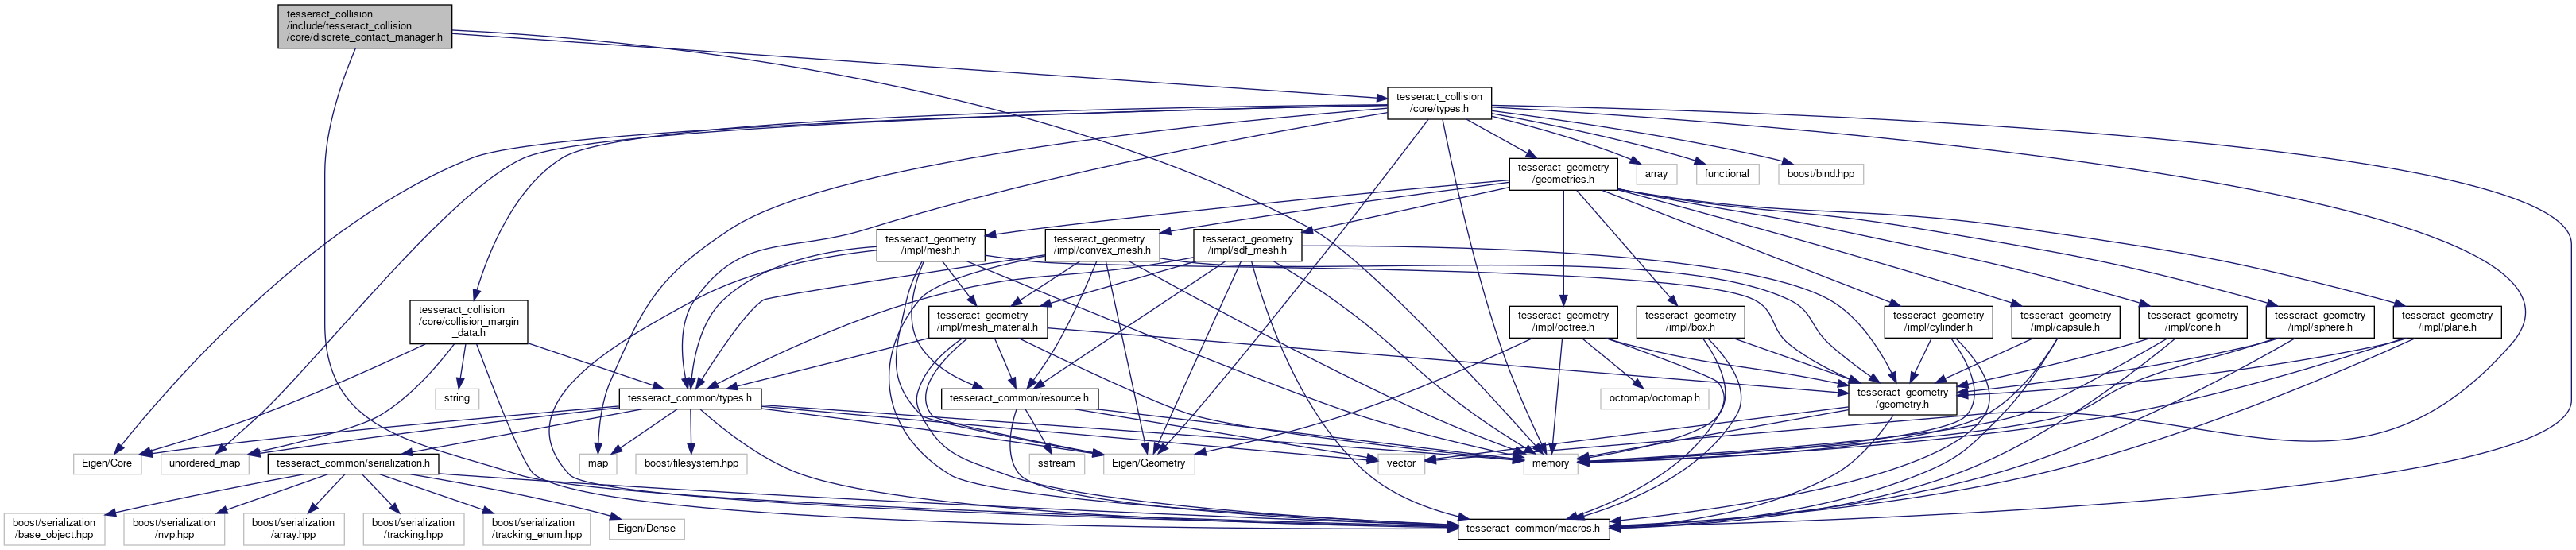 tesseract_collision
/include/tesseract_collision
/core/discrete_contact_manager.h
tesseract_collision
/core/types.h
tesseract_geometry
/geometries.h
array
functional
boost/bind.hpp
tesseract_geometry
/impl/mesh.h
tesseract_geometry
/impl/convex_mesh.h
tesseract_geometry
/impl/sdf_mesh.h
tesseract_collision
/core/collision_margin
_data.h
tesseract_geometry
/impl/mesh_material.h
tesseract_geometry
/impl/octree.h
tesseract_geometry
/impl/box.h
tesseract_geometry
/impl/cylinder.h
tesseract_geometry
/impl/capsule.h
tesseract_geometry
/impl/cone.h
tesseract_geometry
/impl/sphere.h
tesseract_geometry
/impl/plane.h
string
tesseract_common/types.h
tesseract_common/resource.h
octomap/octomap.h
tesseract_geometry
/geometry.h
Eigen/Core
unordered_map
tesseract_common/serialization.h
map
boost/filesystem.hpp
sstream
Eigen/Geometry
vector
memory
boost/serialization
/base_object.hpp
boost/serialization
/nvp.hpp
boost/serialization
/array.hpp
boost/serialization
/tracking.hpp
boost/serialization
/tracking_enum.hpp
Eigen/Dense
tesseract_common/macros.h